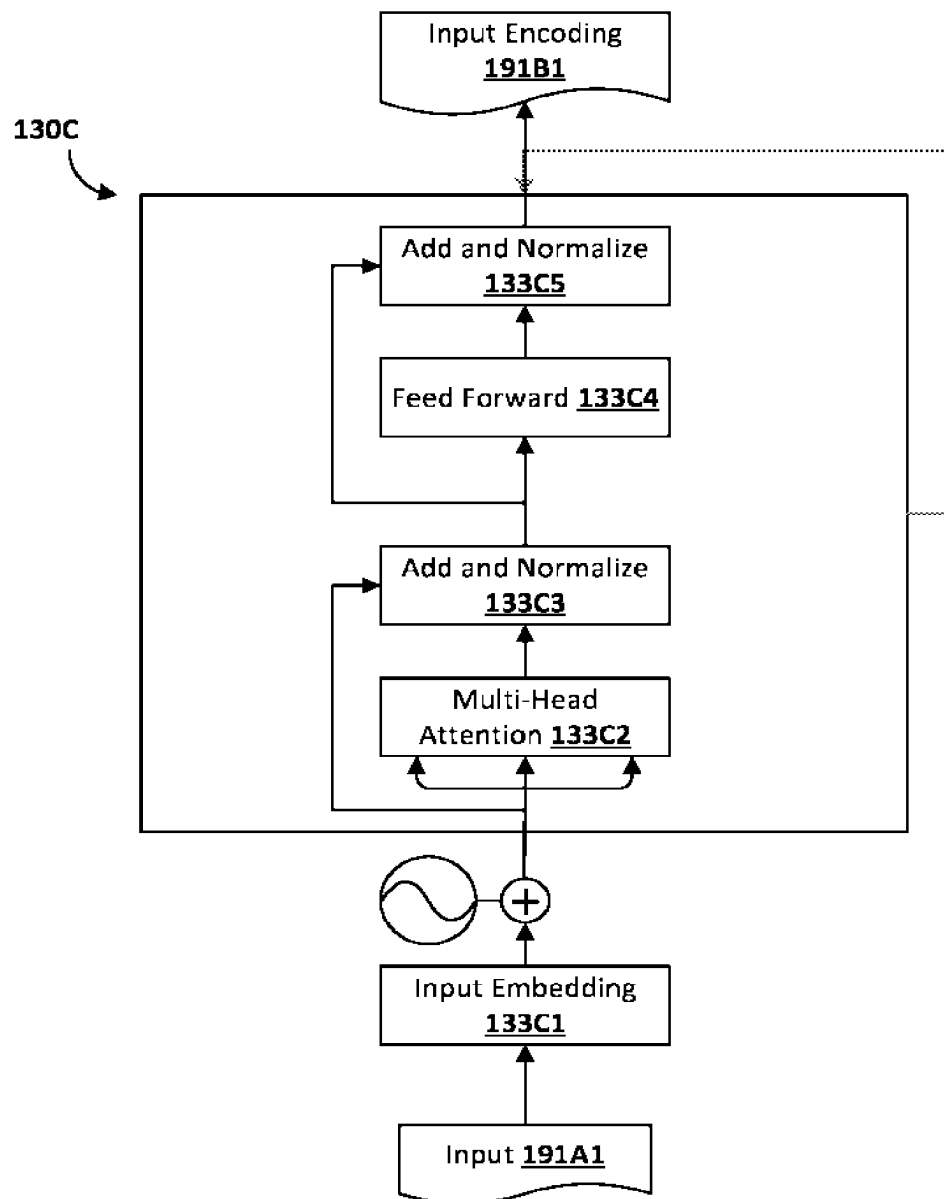 Input Encoding
191B1
130C
Add and Normalize
133C5
Feed Forward 133C4
Add and Normalize
133C3
Multi-Head
Attention 133C2
+
Input Embedding
133C1
Input 191A1